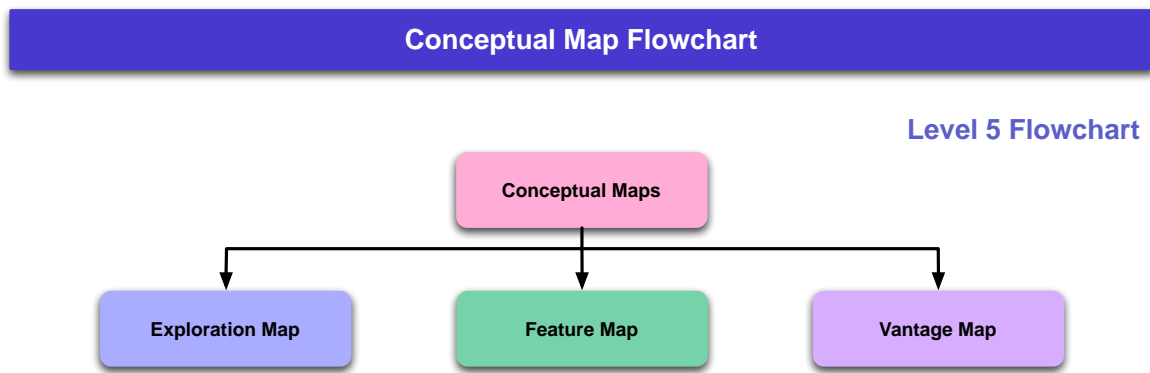 Conceptual Map Flowchart
Level 5 Flowchart
Conceptual Maps
Exploration Map
Feature Map
Vantage Map